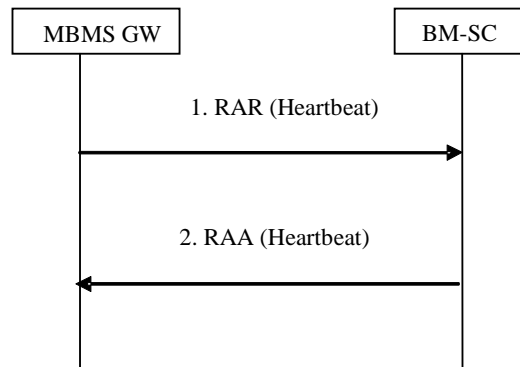 MBMS GW
BM-SC
1. RAR (Heartbeat)
2. RAA (Heartbeat)